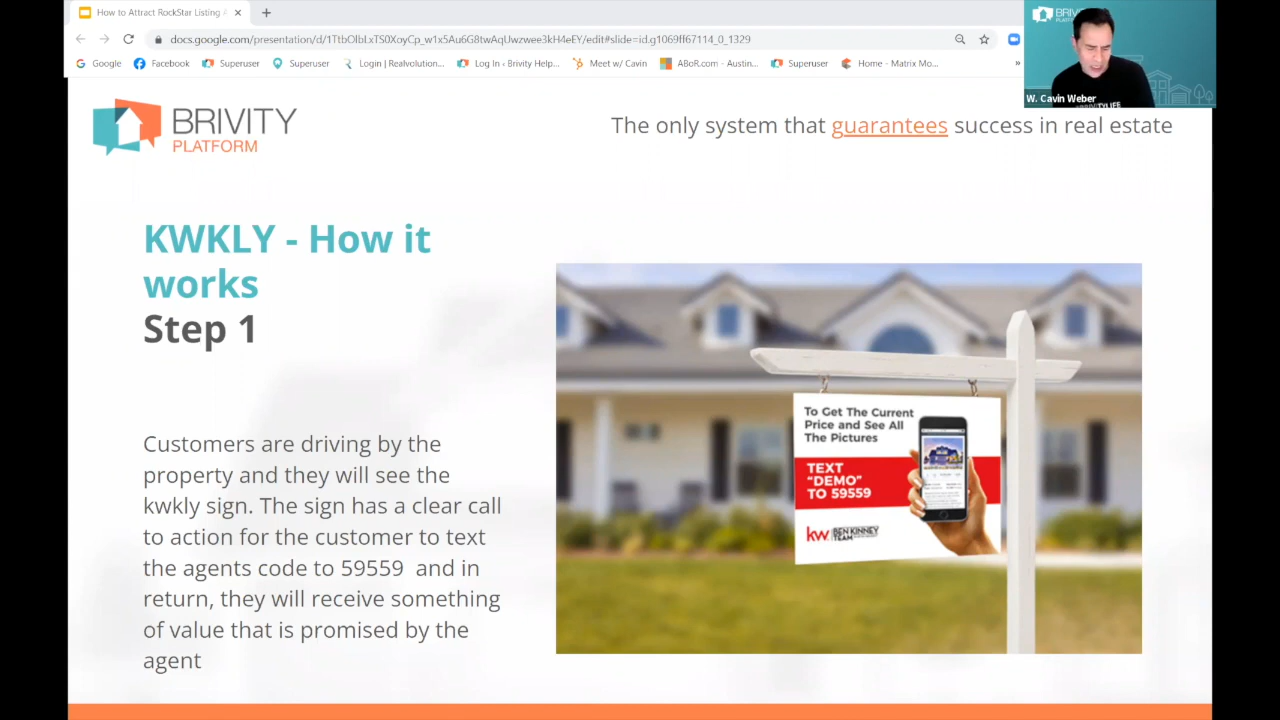 How to Attract RockStar Listing A
docs.google.com/presentation/d/1TtbOlbLxTS0XoyCp_w1x5Au6G8twAqUwzwee3kH4eEY/edit#slide=id.g1069ff67114_0_1329
Google
Facebook
Superuser
Superuser
Login | Realvolution...
Log In ‹ Brivity Help...
Meet w/ Cavin
ABoR.com - Austin...
Superuser
Home - Matrix Mo...
»
W. Cavin Weber
BRIVITY
PLATFORM
The only system that guarantees success in real estate
KWKLY - How it
works
Step 1
Customers are driving by the
property and they will see the
kwkly sign. The sign has a clear call
to action for the customer to text
the agents code to 59559 and in
return, they will receive something
of value that is promised by the
agent
To Get The Current
Price and See All
The Pictures
TEXT
"DEMO"
TO 59559
kw BEN KINNEY
TEAM